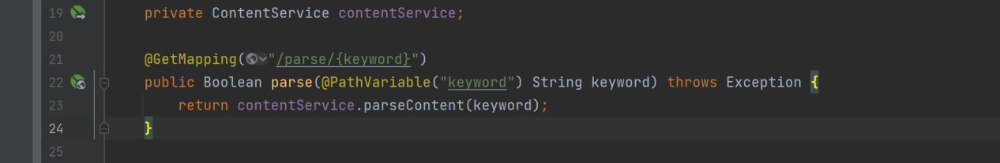 19 private ContentService contentService;
20
21 @GetMapping("/parse/{keyword}")
22 public Boolean parse(@PathVariable("keyword") String keyword) throws Exception {
23 return contentService.parseContent(keyword);
24 }
25